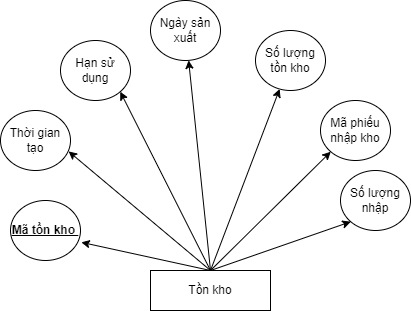 Ngày sản
xuất
Hạn sử
dụng
Số lượng
tồn kho
Thời gian
tạo
Mã phiếu
nhập kho
Mã tồn kho
Số lượng
nhập
Tồn kho